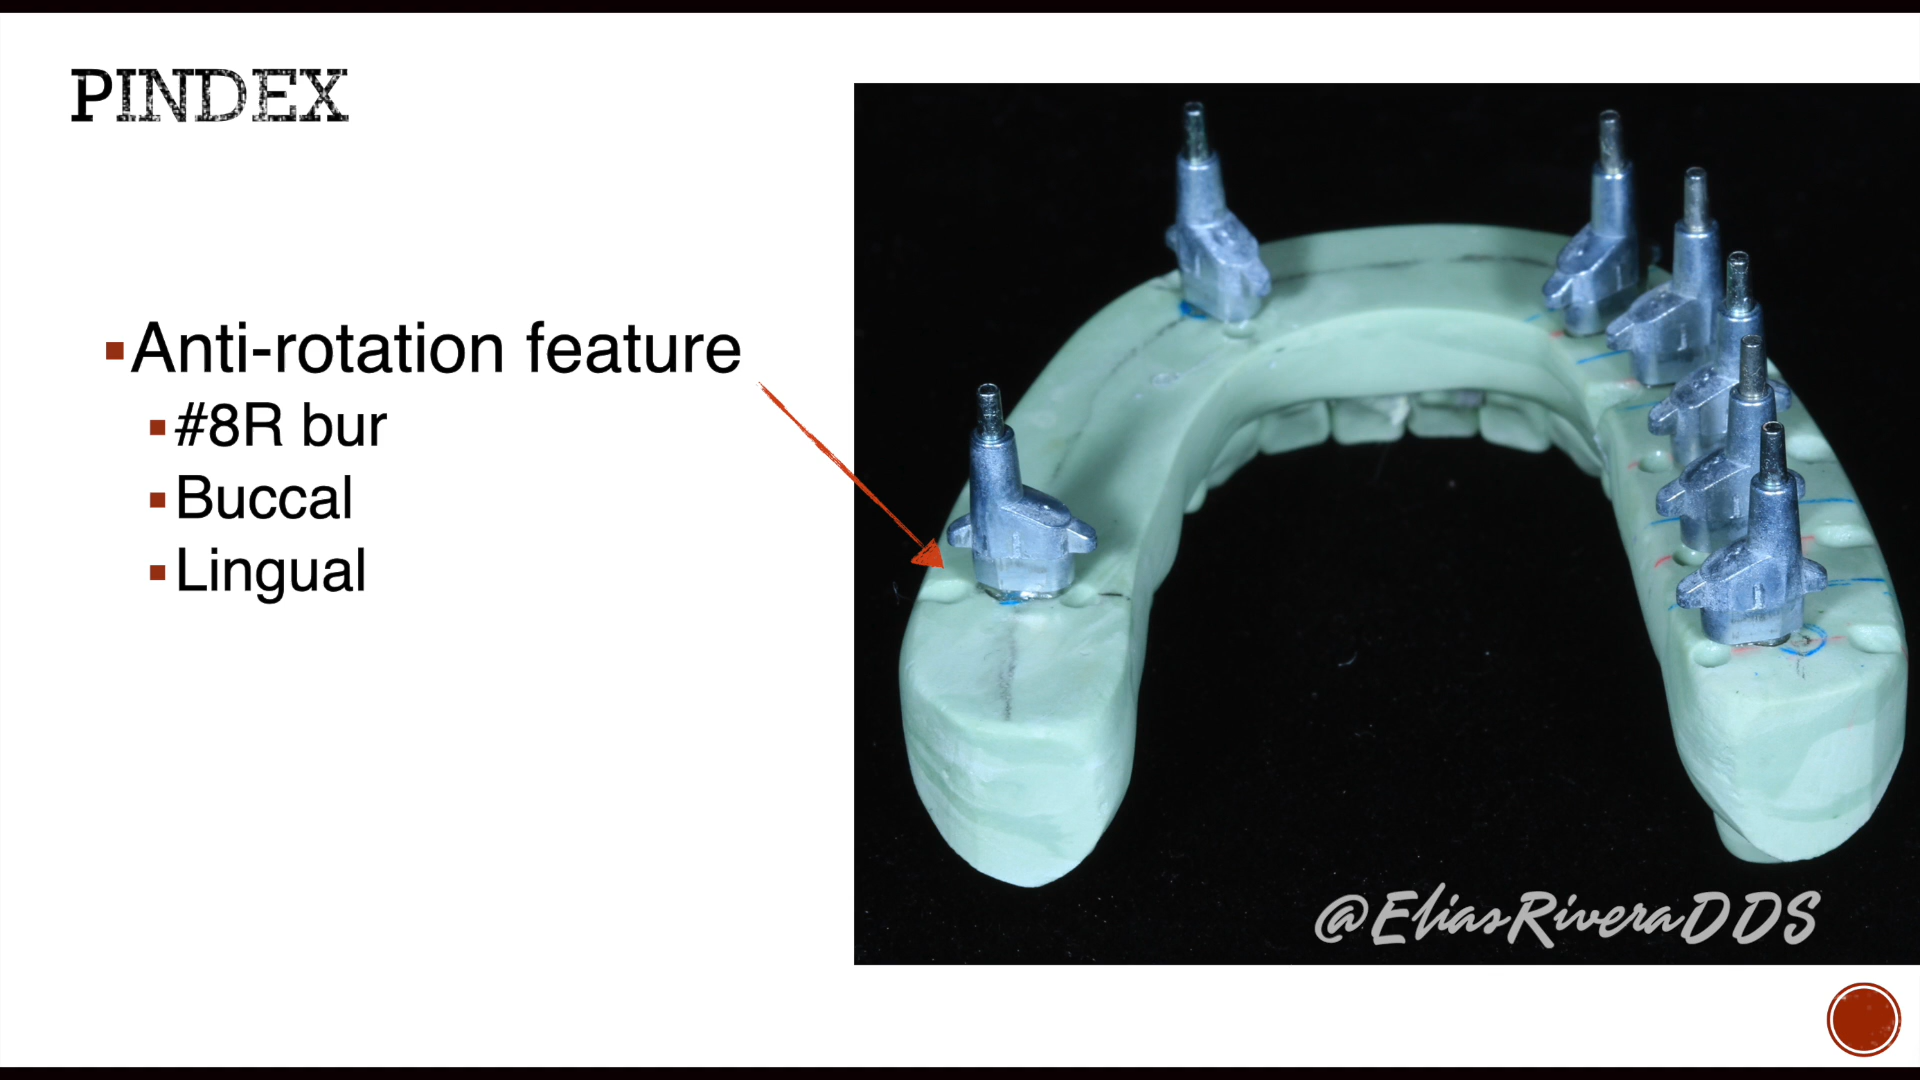 PINDEX
Anti-rotation feature
#8R bur
Buccal
Lingual
@EliasRiveraDDS